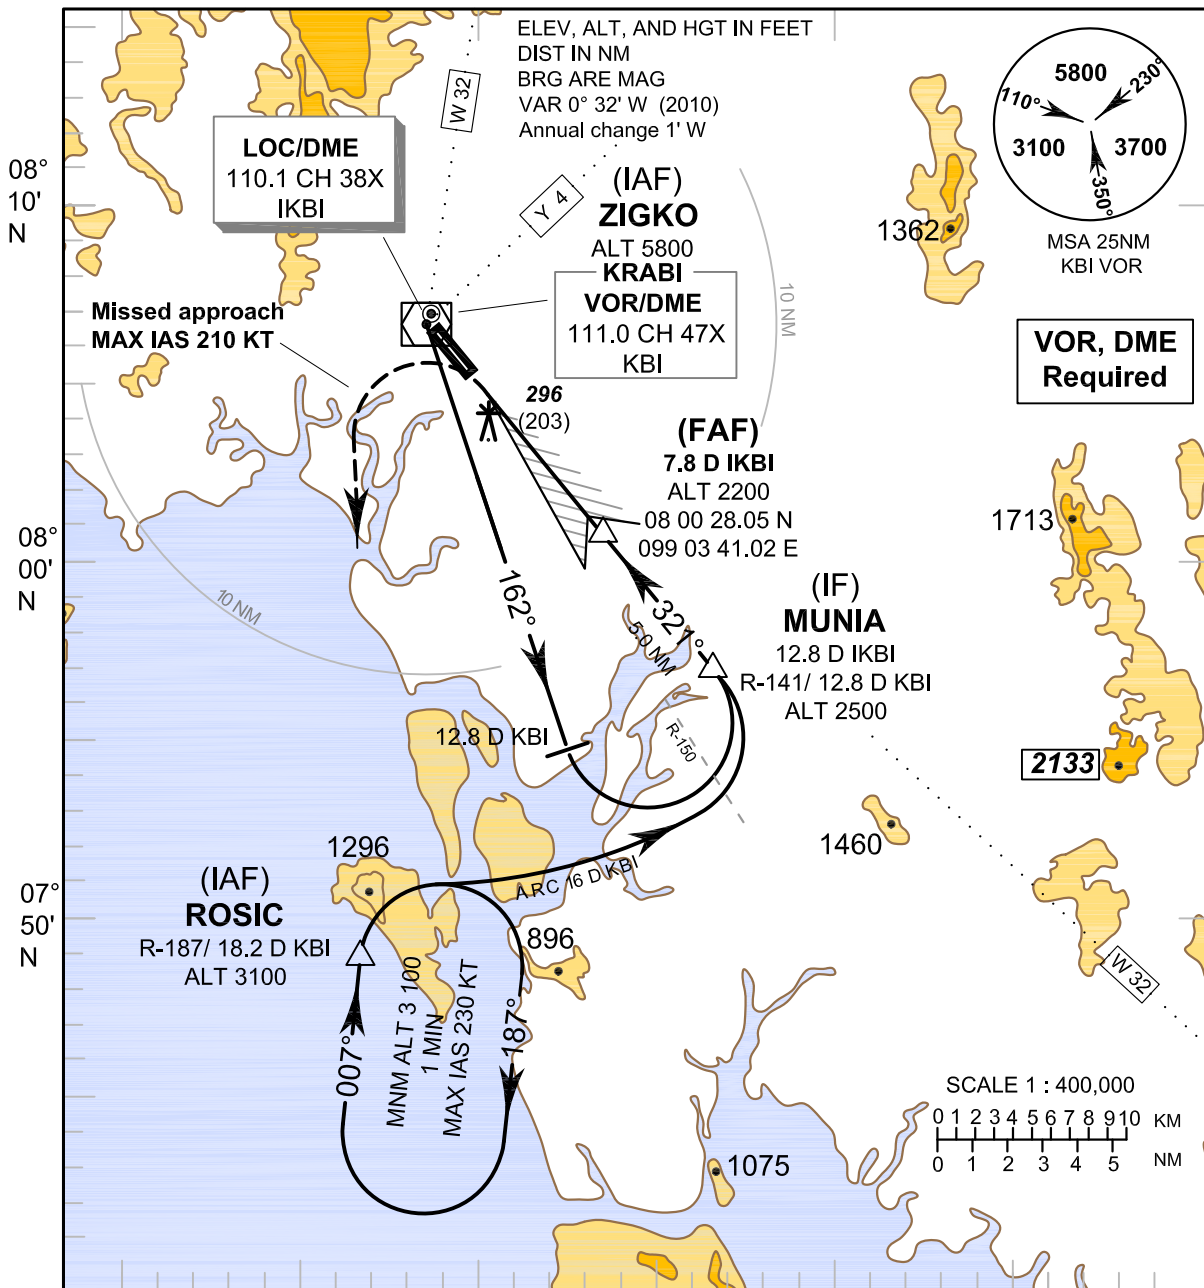 ELEV, ALT, AND HGT IN FEET
DIST IN NM
BRG ARE MAG
VAR 0° 32' W (2010)
Annual change 1' W
W 32
Y 4
5800
3100
3700
110°
230°
350°
MSA 25NM
KBI VOR
08°
10'
N
LOC/DME
110.1 CH 38X
IKBI
(IAF)
ZIGKO
ALT 5800
KRABI
VOR/DME
111.0 CH 47X
KBI
10 NM
1362
Missed approach
MAX IAS 210 KT
VOR, DME
Required
296
(203)
(FAF)
7.8 D IKBI
ALT 2200
08 00 28.05 N
099 03 41.02 E
1713
08°
00'
N
10 NM
162°
321°
5.0 NM
(IF)
MUNIA
12.8 D IKBI
R-141/ 12.8 D KBI
ALT 2500
12.8 D KBI
R-150
2133
1460
1296
ARC 16 D KBI
07°
50'
N
(IAF)
ROSIC
R-187/ 18.2 D KBI
ALT 3100
896
W 32
007°
MNM ALT 3 100
1 MIN
MAX IAS 230 KT
187°
1075
SCALE 1 : 400,000
0 1 2 3 4 5 6 7 8 9 10 KM
0 1 2 3 4 5 NM